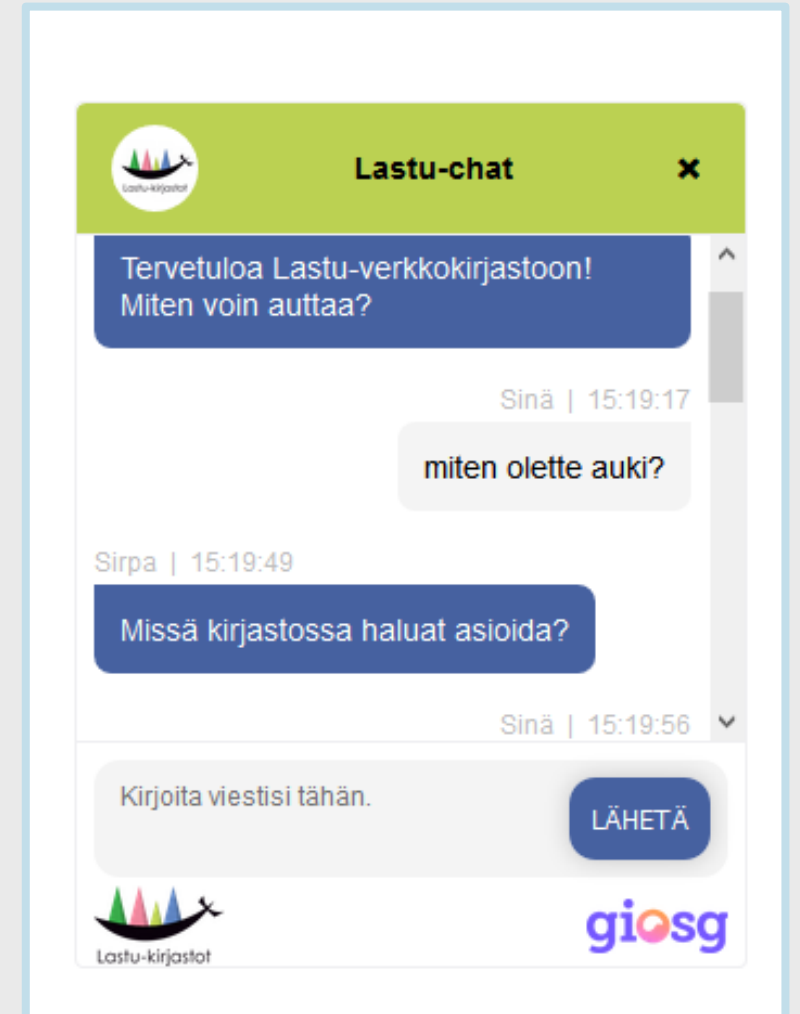 Lastu-kirjastot
Lastu-chat
Tervetuloa Lastu-verkkokirjastoon!
Miten voin auttaa?
Sinä | 15:19:17
miten olette auki?
Sirpa | 15:19:49
Missä kirjastossa haluat asioida?
Sinä | 15:19:56
Kirjoita viestisi tähän.
LÄHETÄ
Lastu-kirjastot
giosg